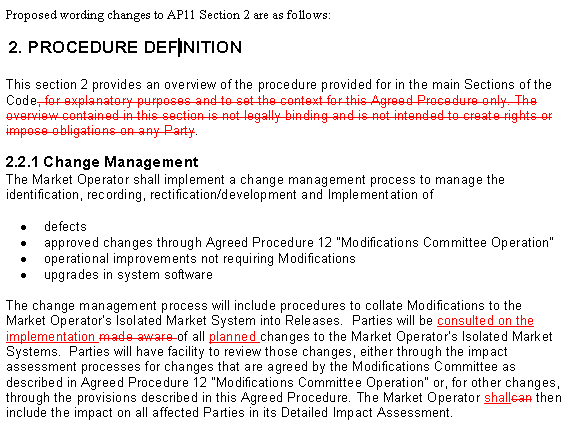 Proposed wording changes to AP11 Section 2 are as follows:
2. PROCEDURE DEFINITION
This section 2 provides an overview of the procedure provided for in the main Sections of the
Code, for explanatory purposes and to set the context for this Agreed Procedure only. The
overview contained in this section is not legally binding and is not intended to create rights or
impose obligations on any Party.
2.2.1 Change Management
The Market Operator shall implement a change management process to manage the
identification, recording, rectification/development and Implementation of
• defects
• approved changes through Agreed Procedure 12 "Modifications Committee Operation"
• operational improvements not requiring Modifications
• upgrades in system software
The change management process will include procedures to collate Modifications to the
Market Operator's Isolated Market System into Releases. Parties will be consulted on the
implementation made aware of all planned changes to the Market Operator's Isolated Market
Systems. Parties will have facility to review those changes, either through the impact
assessment processes for changes that are agreed by the Modifications Committee as
described in Agreed Procedure 12 "Modifications Committee Operation" or, for other changes,
through the provisions described in this Agreed Procedure. The Market Operator shallcan then
include the impact on all affected Parties in its Detailed Impact Assessment.